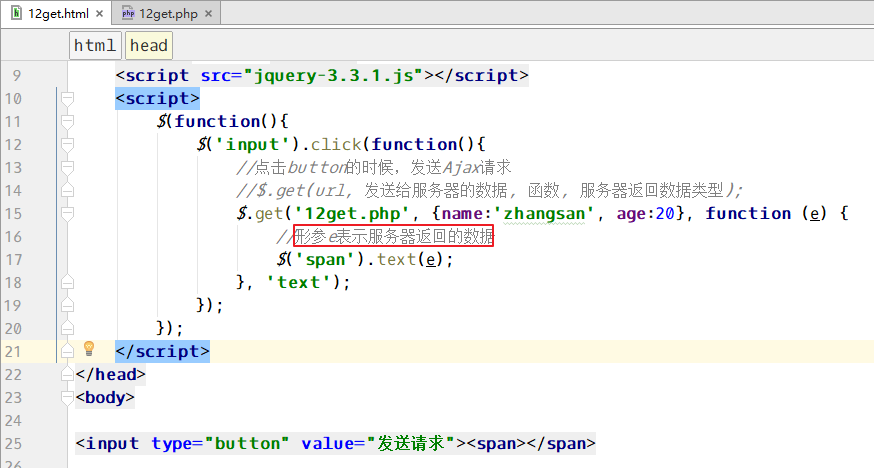 12get.html × 12get.php ×
html head
9 <script src="jquery-3.3.1.js"></script>
10 <script>
11 $(function(){
12 $('input').click(function(){
13 //点击button的时候，发送Ajax请求
14 //$.get(url, 发送给服务器的数据, 函数, 服务器返回数据类型);
15 $.get('12get.php', {name:'zhangsan', age:20}, function (e) {
16 //形参e表示服务器返回的数据
17 $('span').text(e);
18 }, 'text');
19 });
20 });
21 </script>
22 </head>
23 <body>
24
25 <input type="button" value="发送请求"><span></span>
26